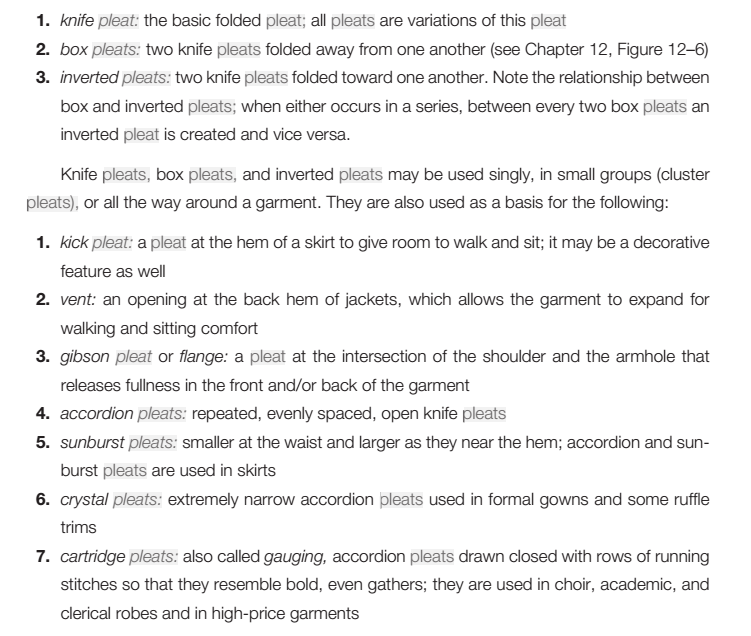 1. knife pleat: the basic folded pleat; all pleats are variations of this pleat
2. box pleats: two knife pleats folded away from one another (see Chapter 12, Figure 12–6)
3. inverted pleats: two knife pleats folded toward one another. Note the relationship between
box and inverted pleats; when either occurs in a series, between every two box pleats an
inverted pleat is created and vice versa.
Knife pleats, box pleats, and inverted pleats may be used singly, in small groups (cluster
pleats), or all the way around a garment. They are also used as a basis for the following:
1. kick pleat: a pleat at the hem of a skirt to give room to walk and sit; it may be a decorative
feature as well
2. vent: an opening at the back hem of jackets, which allows the garment to expand for
walking and sitting comfort
3. gibson pleat or flange: a pleat at the intersection of the shoulder and the armhole that
releases fullness in the front and/or back of the garment
4. accordion pleats: repeated, evenly spaced, open knife pleats
5. sunburst pleats: smaller at the waist and larger as they near the hem; accordion and sun-
burst pleats are used in skirts
6. crystal pleats: extremely narrow accordion pleats used in formal gowns and some ruffle
trims
7. cartridge pleats: also called gauging, accordion pleats drawn closed with rows of running
stitches so that they resemble bold, even gathers; they are used in choir, academic, and
clerical robes and in high-price garments